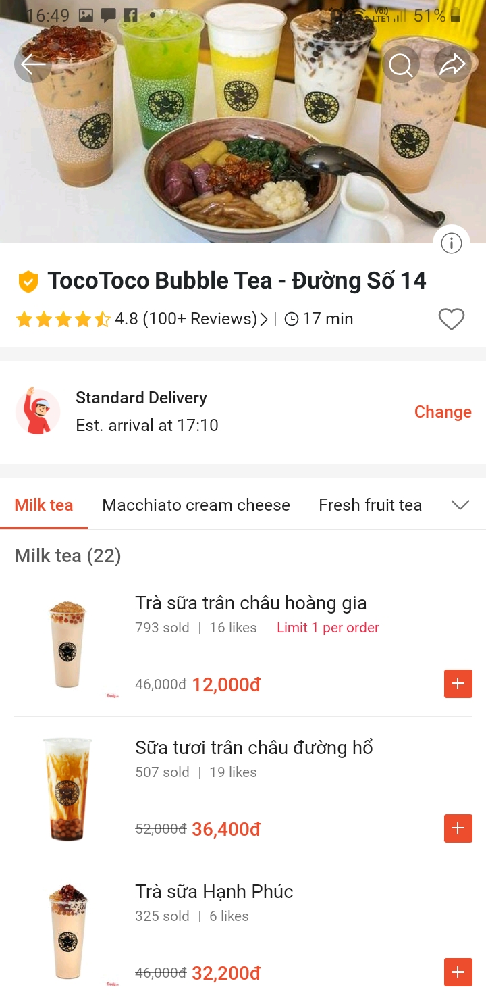 16:49 51%
Vo)) LTE1
TocoToco Bubble Tea - Đường Số 14
4.8 (100+ Reviews) 17 min
Standard Delivery
Est. arrival at 17:10
Change
Milk tea Macchiato cream cheese Fresh fruit tea
Milk tea (22)
Trà sữa trân châu hoàng gia
793 sold | 16 likes | Limit 1 per order
46,000đ 12,000đ
Sữa tươi trân châu đường hổ
507 sold | 19 likes
52,000đ 36,400đ
Trà sữa Hạnh Phúc
325 sold | 6 likes
46,000đ 32,200đ